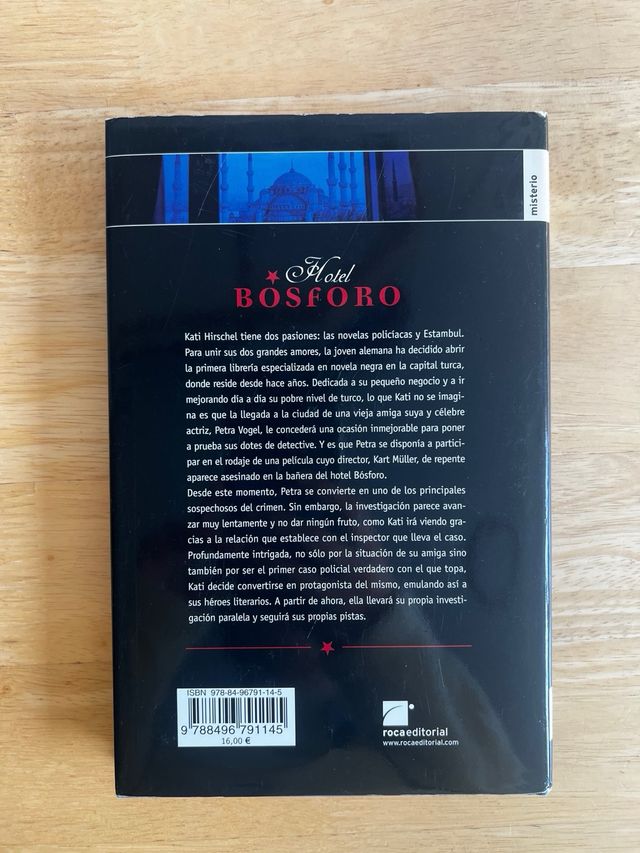 misterio
Hotel
BÓSFORO
Kati Hirschel tiene dos pasiones: las novelas policíacas y Estambul.
Para unir sus dos grandes amores, la joven alemana ha decidido abrir
la primera librería especializada en novela negra en la capital turca,
donde reside desde hace años. Dedicada a su pequeño negocio y a ir
mejorando día a día su pobre nivel de turco, lo que Kati no se imagi-
na es que la llegada a la ciudad de una vieja amiga suya y célebre
actriz, Petra Vogel, le concederá una ocasión inmejorable para poner
a prueba sus dotes de detective. Y es que Petra se disponía a partici-
par en el rodaje de una película cuyo director, Kart Müller, de repente
aparece asesinado en la bañera del hotel Bósforo.
Desde este momento, Petra se convierte en uno de los principales
sospechosos del crimen. Sin embargo, la investigación parece avan-
zar muy lentamente y no dar ningún fruto, como Kati irá viendo gra-
cias a la relación que establece con el inspector que lleva el caso.
Profundamente intrigada, no sólo por la situación de su amiga sino
también por ser el primer caso policial verdadero con el que topa,
Kati decide convertirse en protagonista del mismo, emulando así a
sus héroes literarios. A partir de ahora, ella llevará su propia investi-
gación paralela y seguirá sus propias pistas.
ISBN 978-84-96791-14-5
9 788496 791145
16,00 €
rocaeditorial
www.rocaeditorial.com